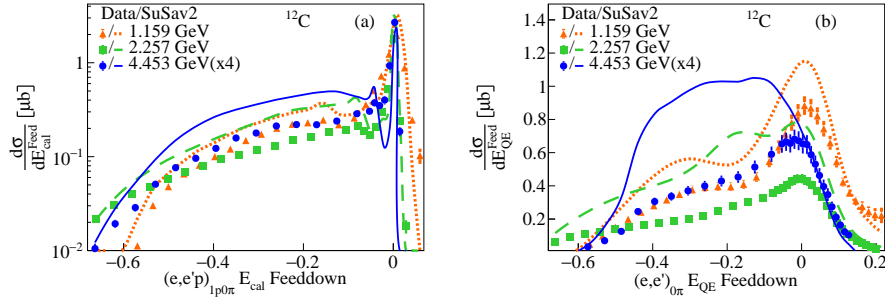 Data/SuSav2
/ 1.159 GeV
/ 2.257 GeV
/ 4.453 GeV(x4)
12C
(a)
dσ/dE_cal^Feed [μb]
1
10^-1
10^-2
−0.6 −0.4 −0.2 0
(e,e'p)_1p0π E_cal Feeddown
Data/SuSav2
/ 1.159 GeV
/ 2.257 GeV
/ 4.453 GeV(x4)
12C
(b)
dσ/dE_QE^Feed [μb]
1.4
1.2
1
0.8
0.6
0.4
0.2
−0.6 −0.4 −0.2 0 0.2
(e,e')_0π E_QE Feeddown